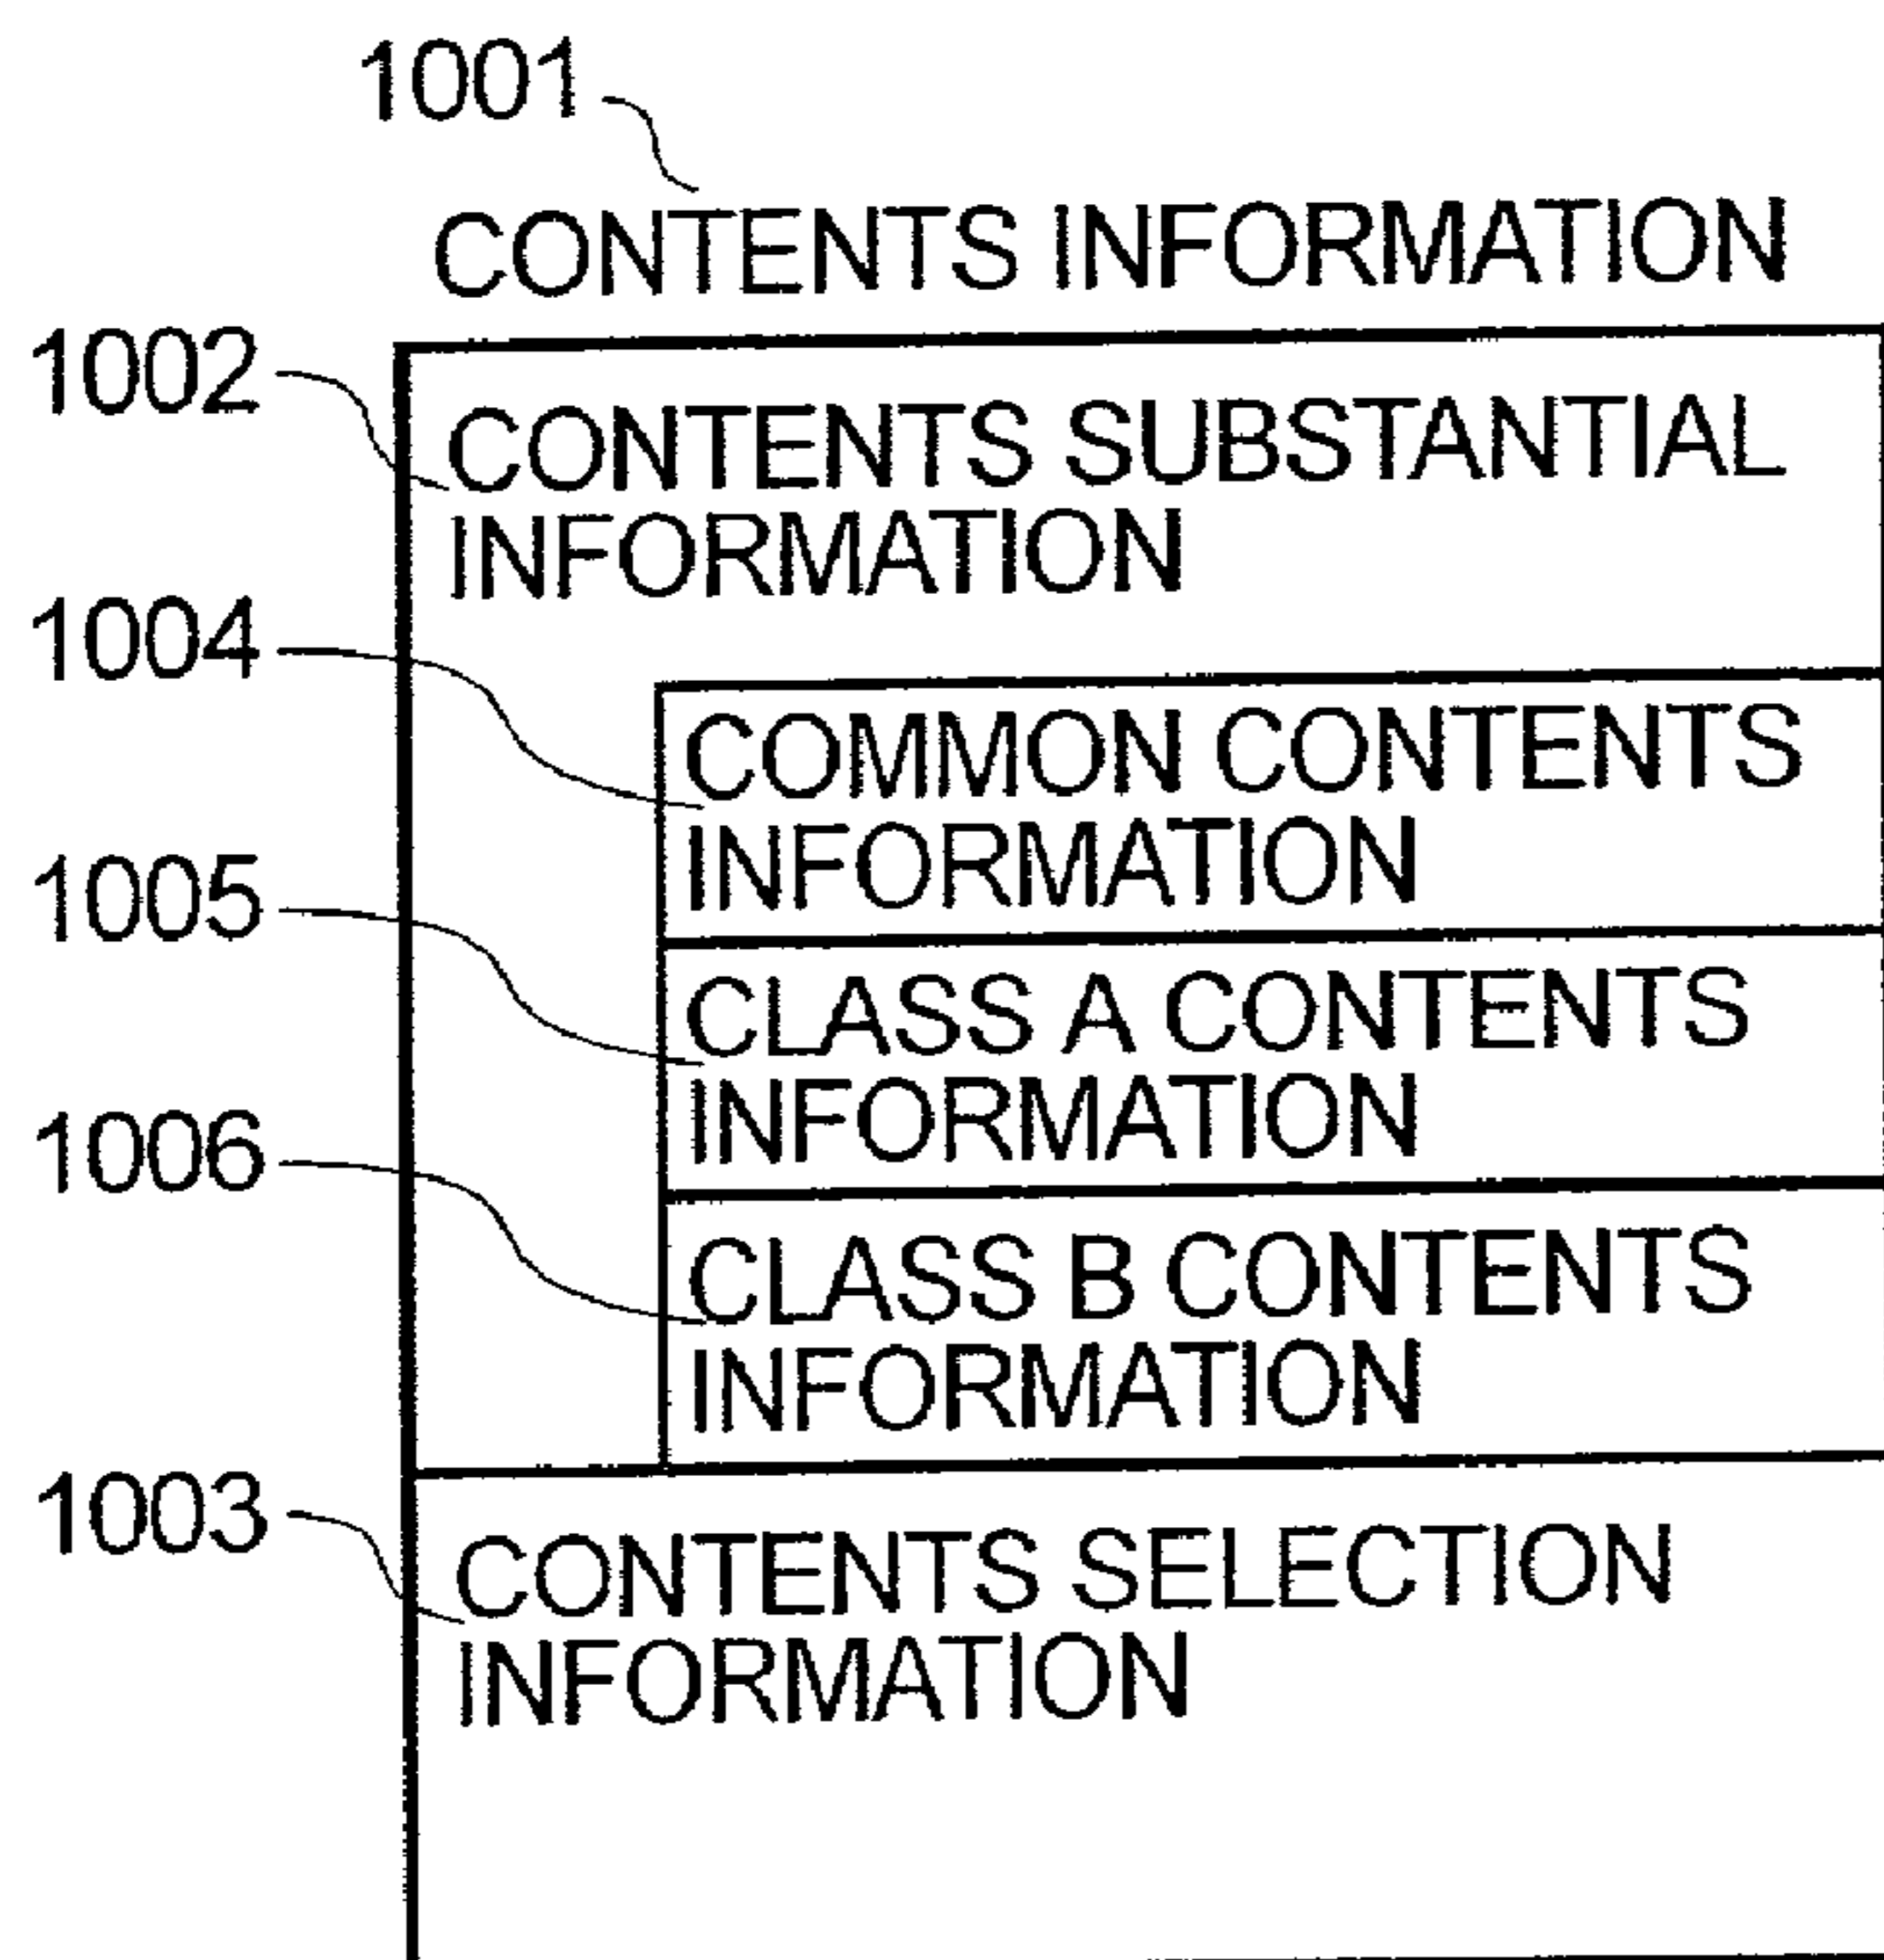 1001
CONTENTS INFORMATION
1002
CONTENTS SUBSTANTIAL
INFORMATION
1004
COMMON CONTENTS
INFORMATION
1005
CLASS A CONTENTS
INFORMATION
1006
CLASS B CONTENTS
INFORMATION
1003
CONTENTS SELECTION
INFORMATION